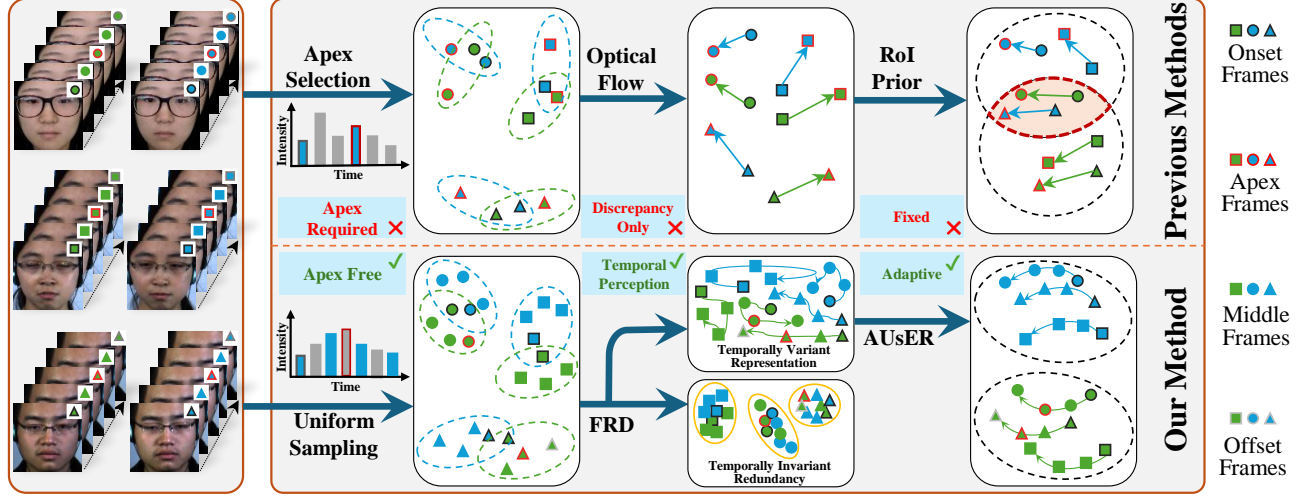 Apex
Selection
Optical
Flow
RoI
Prior
Intensity
Time
Apex
Required
Discrepancy
Only
Fixed
Previous Methods
Onset
Frames
Apex
Frames
Apex Free
Temporal
Perception
Adaptive
Intensity
Time
Uniform
Sampling
FRD
Temporally Variant
Representation
AUsER
Temporally Invariant
Redundancy
Our Method
Middle
Frames
Offset
Frames